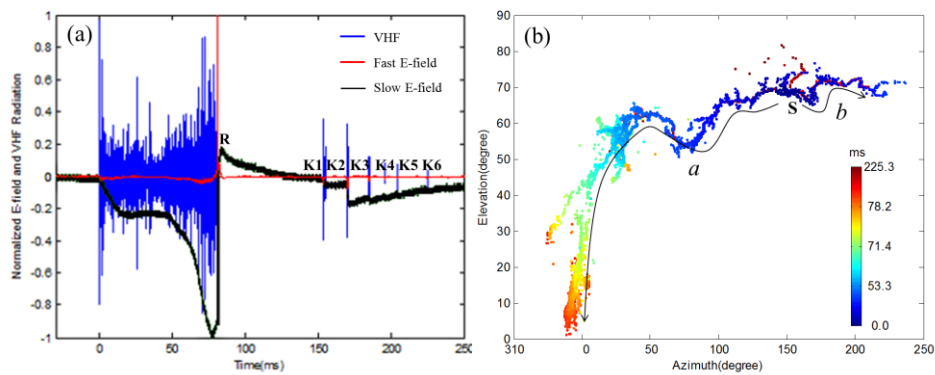 (a)
VHF
Fast E-field
Slow E-field
R
K1 K2 K3 K4 K5 K6
Normalized E-field and VHF Radiation
1
0.8
0.6
0.4
0.2
0
-0.2
-0.4
-0.6
-0.8
-1
0 50 100 150 200 250
Time(ms)
(b)
S
b
a
ms
225.3
78.2
71.4
53.3
0.0
Elevation(degree)
90
80
70
60
50
40
30
20
10
0
310 0 50 100 150 200 250
Azimuth(degree)